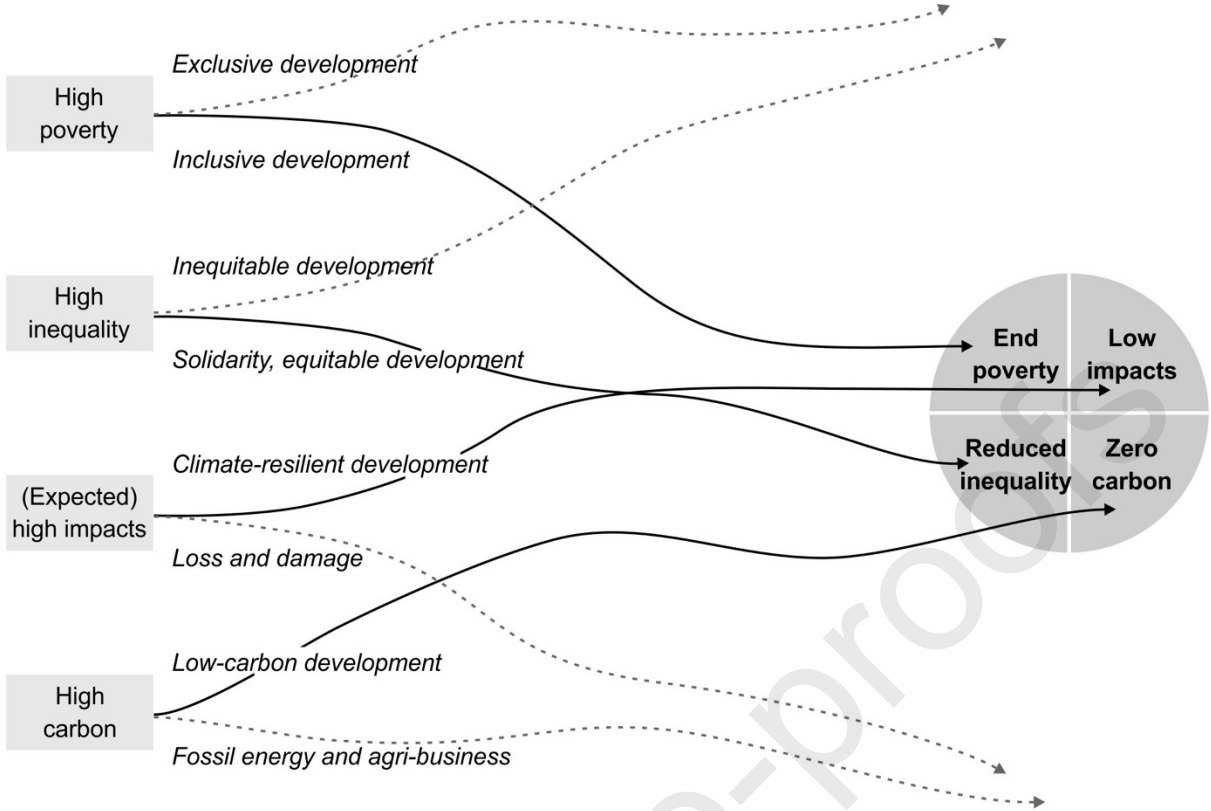 Exclusive development
High
poverty
Inclusive development
Inequitable development
High
inequality
Solidarity, equitable development
End
poverty
Low
impacts
Climate-resilient development
Reduced
inequality
Zero
carbon
(Expected)
high impacts
Loss and damage
Low-carbon development
High
carbon
Fossil energy and agri-business
-proofs